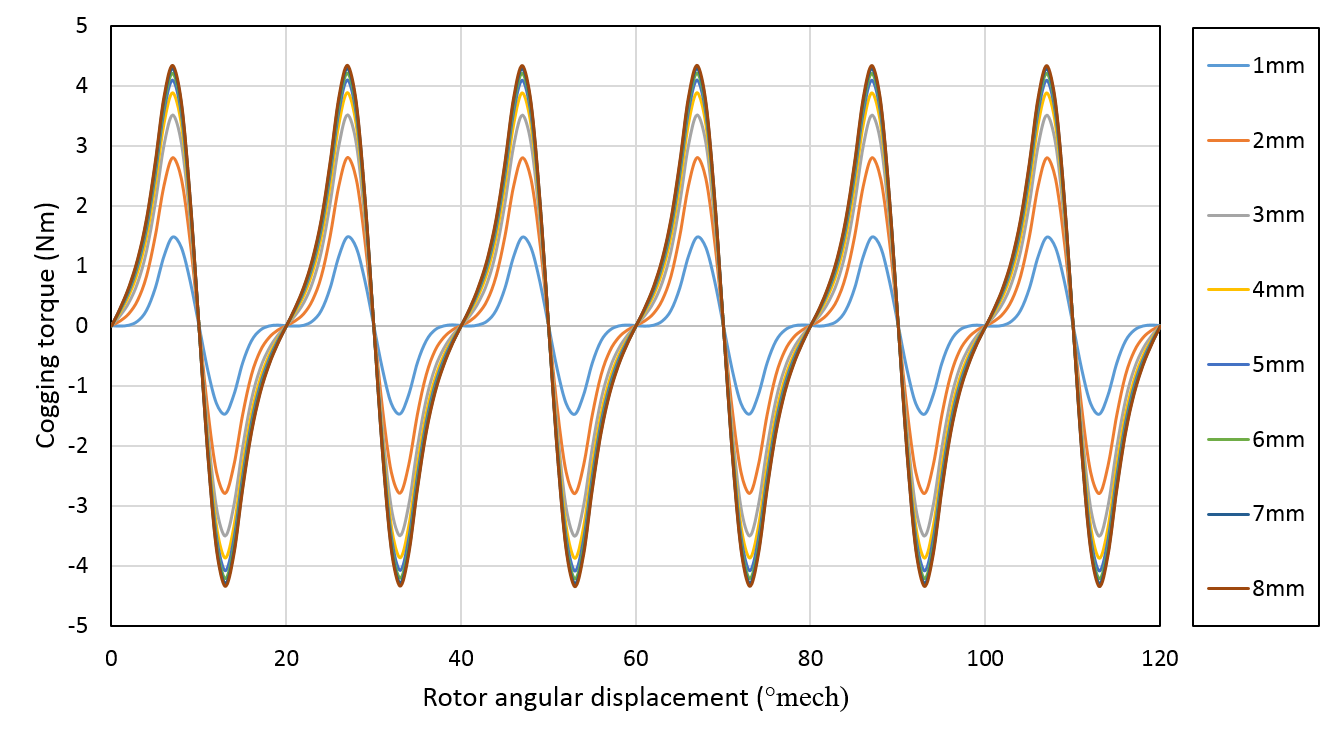 5
4
3
2
1
0
-1
-2
-3
-4
-5
Cogging torque (Nm)
0 20 40 60 80 100 120
Rotor angular displacement (°mech)
1mm
2mm
3mm
4mm
5mm
6mm
7mm
8mm